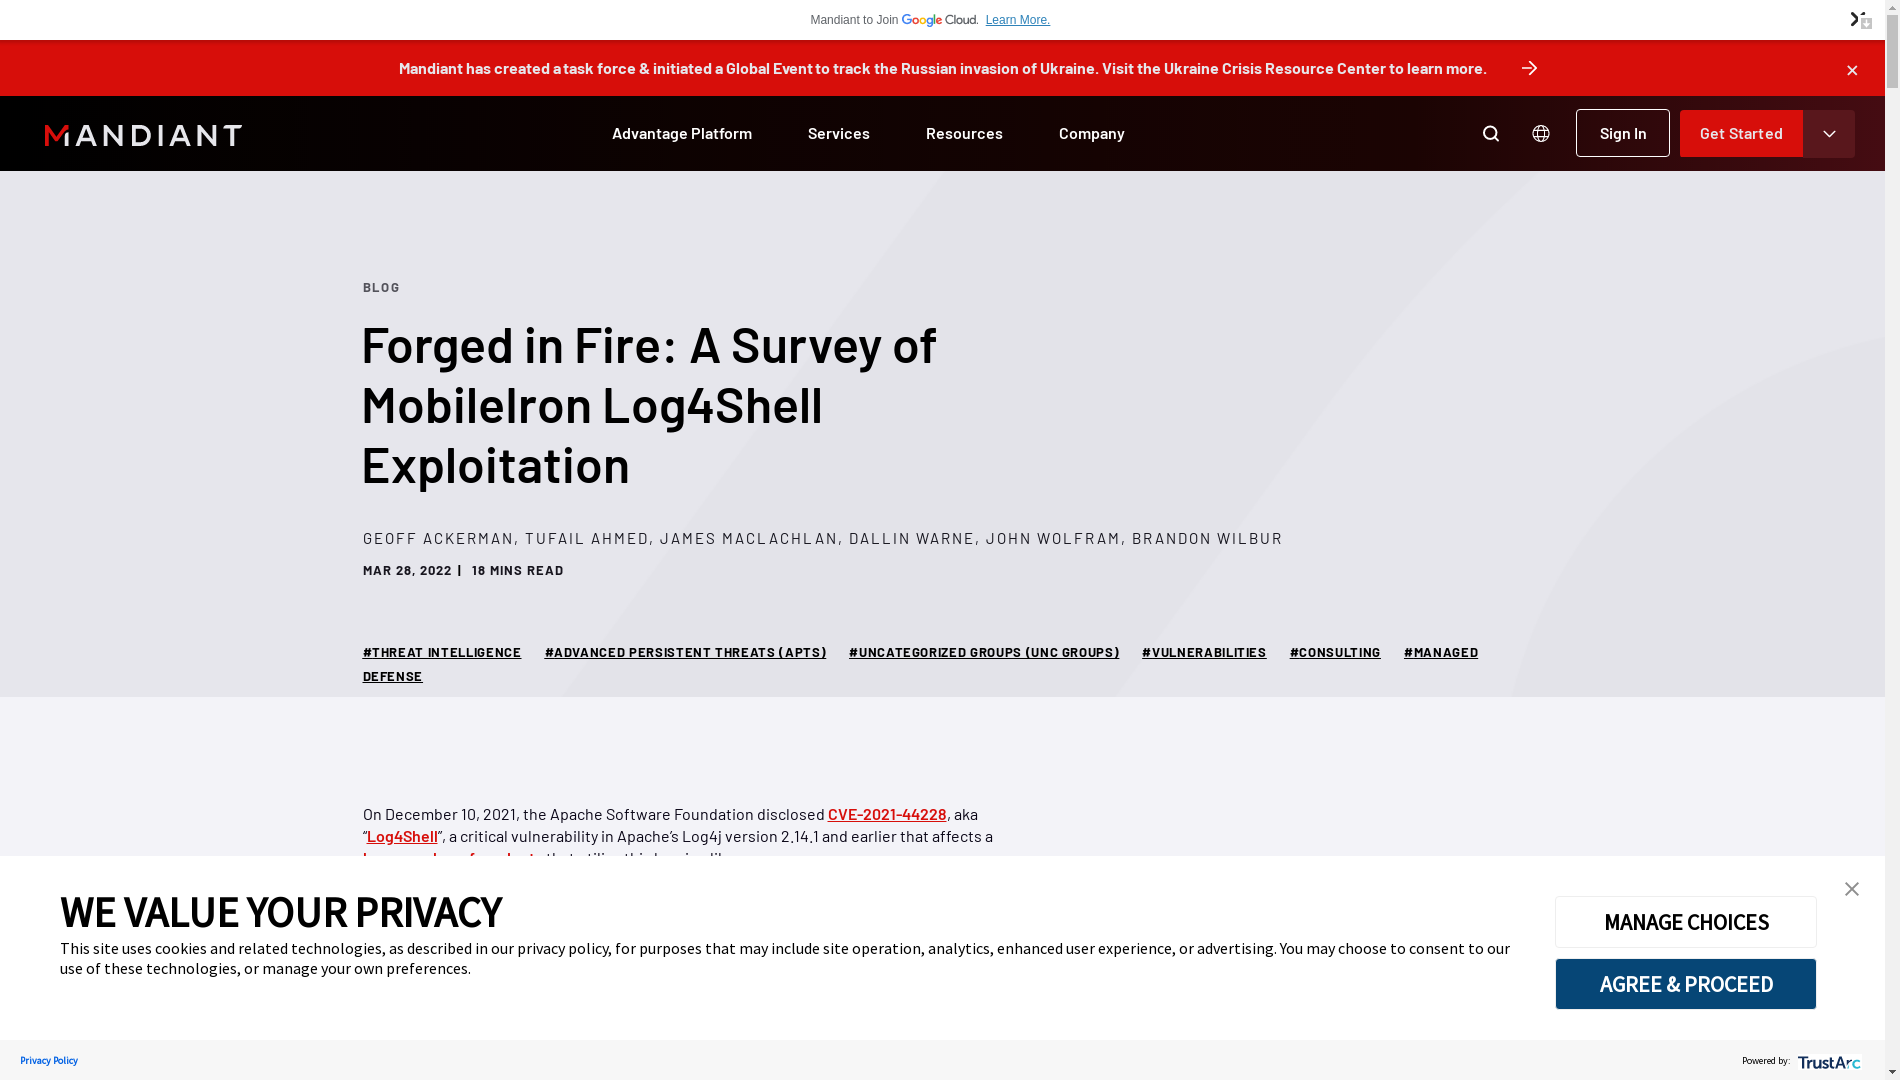 Mandiant to Join Google Cloud. Learn More.
Mandiant has created a task force & initiated a Global Event to track the Russian invasion of Ukraine. Visit the Ukraine Crisis Resource Center to learn more.
MANDIANT
Advantage Platform
Services
Resources
Company
Sign In
Get Started
BLOG
Forged in Fire: A Survey of
MobileIron Log4Shell
Exploitation
GEOFF ACKERMAN, TUFAIL AHMED, JAMES MACLACHLAN, DALLIN WARNE, JOHN WOLFRAM, BRANDON WILBUR
MAR 28, 2022 | 18 MINS READ
#THREAT INTELLIGENCE #ADVANCED PERSISTENT THREATS (APTS) #UNCATEGORIZED GROUPS (UNC GROUPS) #VULNERABILITIES #CONSULTING #MANAGED
DEFENSE
On December 10, 2021, the Apache Software Foundation disclosed CVE-2021-44228, aka
“Log4Shell”, a critical vulnerability in Apache’s Log4j version 2.14.1 and earlier that affects a
WE VALUE YOUR PRIVACY
This site uses cookies and related technologies, as described in our privacy policy, for purposes that may include site operation, analytics, enhanced user experience, or advertising. You may choose to consent to our
use of these technologies, or manage your own preferences.
MANAGE CHOICES
AGREE & PROCEED
Privacy Policy
Powered by: TrustArc